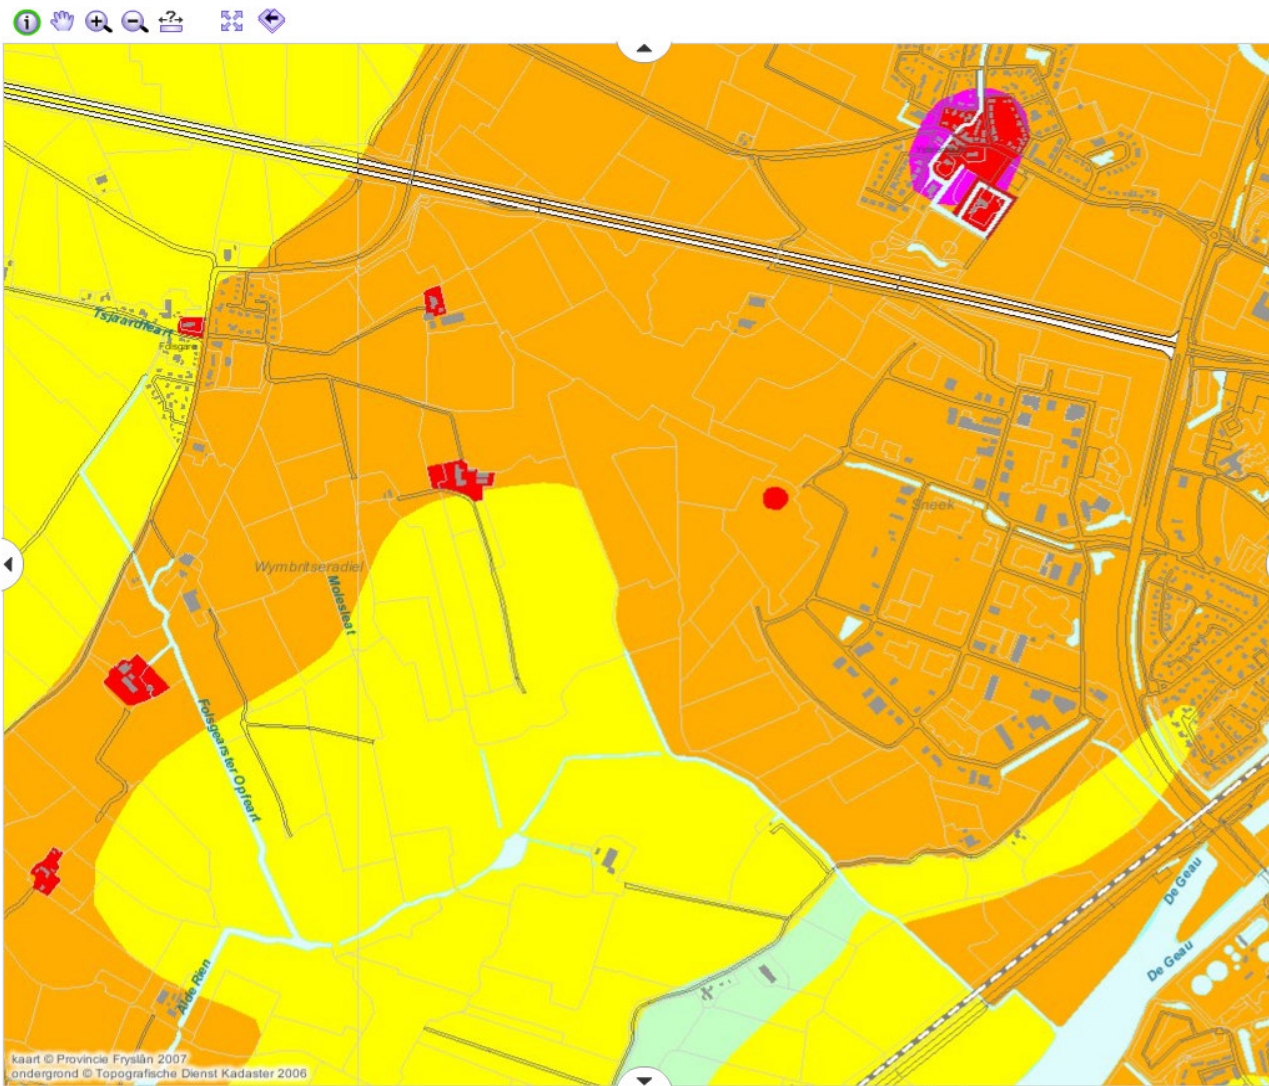 Tsjaardfeart
Folsgare
Sneek
Wymbritseradiel
Molesleat
Folsgearster Opfeart
De Geau
De Geau
Alde Rien
kaart © Provincie Fryslân 2007
ondergrond © Topografische Dienst Kadaster 2006